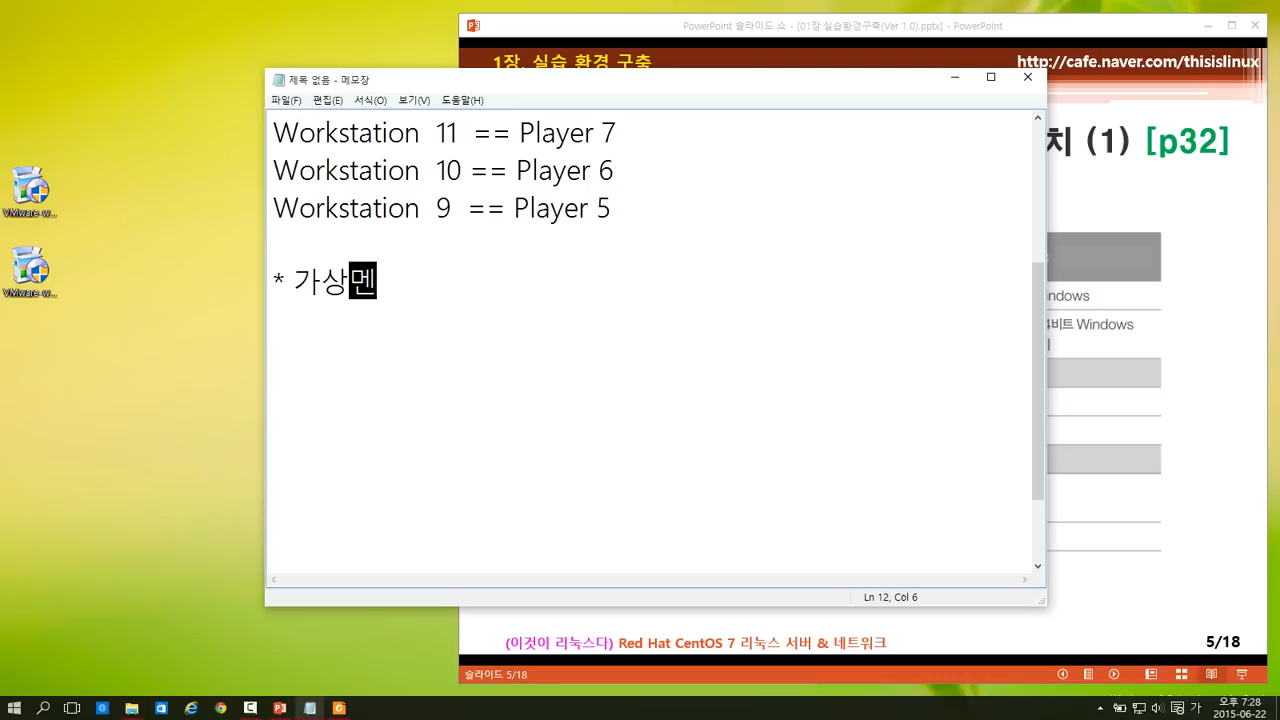 PowerPoint 슬라이드 쇼 - [01장.실습환경구축(Ver 1.0).pptx] - PowerPoint
1장. 실습 환경 구축
http://cafe.naver.com/thisislinux
제목 없음 - 메모장
파일(F) 편집(E) 서식(O) 보기(V) 도움말(H)
Workstation 11 == Player 7
Workstation 10 == Player 6
Workstation 9 == Player 5
* 가상멘
Ln 12, Col 6
치 (1) [p32]
ndows
비트 Windows
VMware-w...
VMware-w...
(이것이 리눅스다) Red Hat CentOS 7 리눅스 서버 & 네트워크
5/18
슬라이드 5/18
가
오후 7:28
2015-06-22